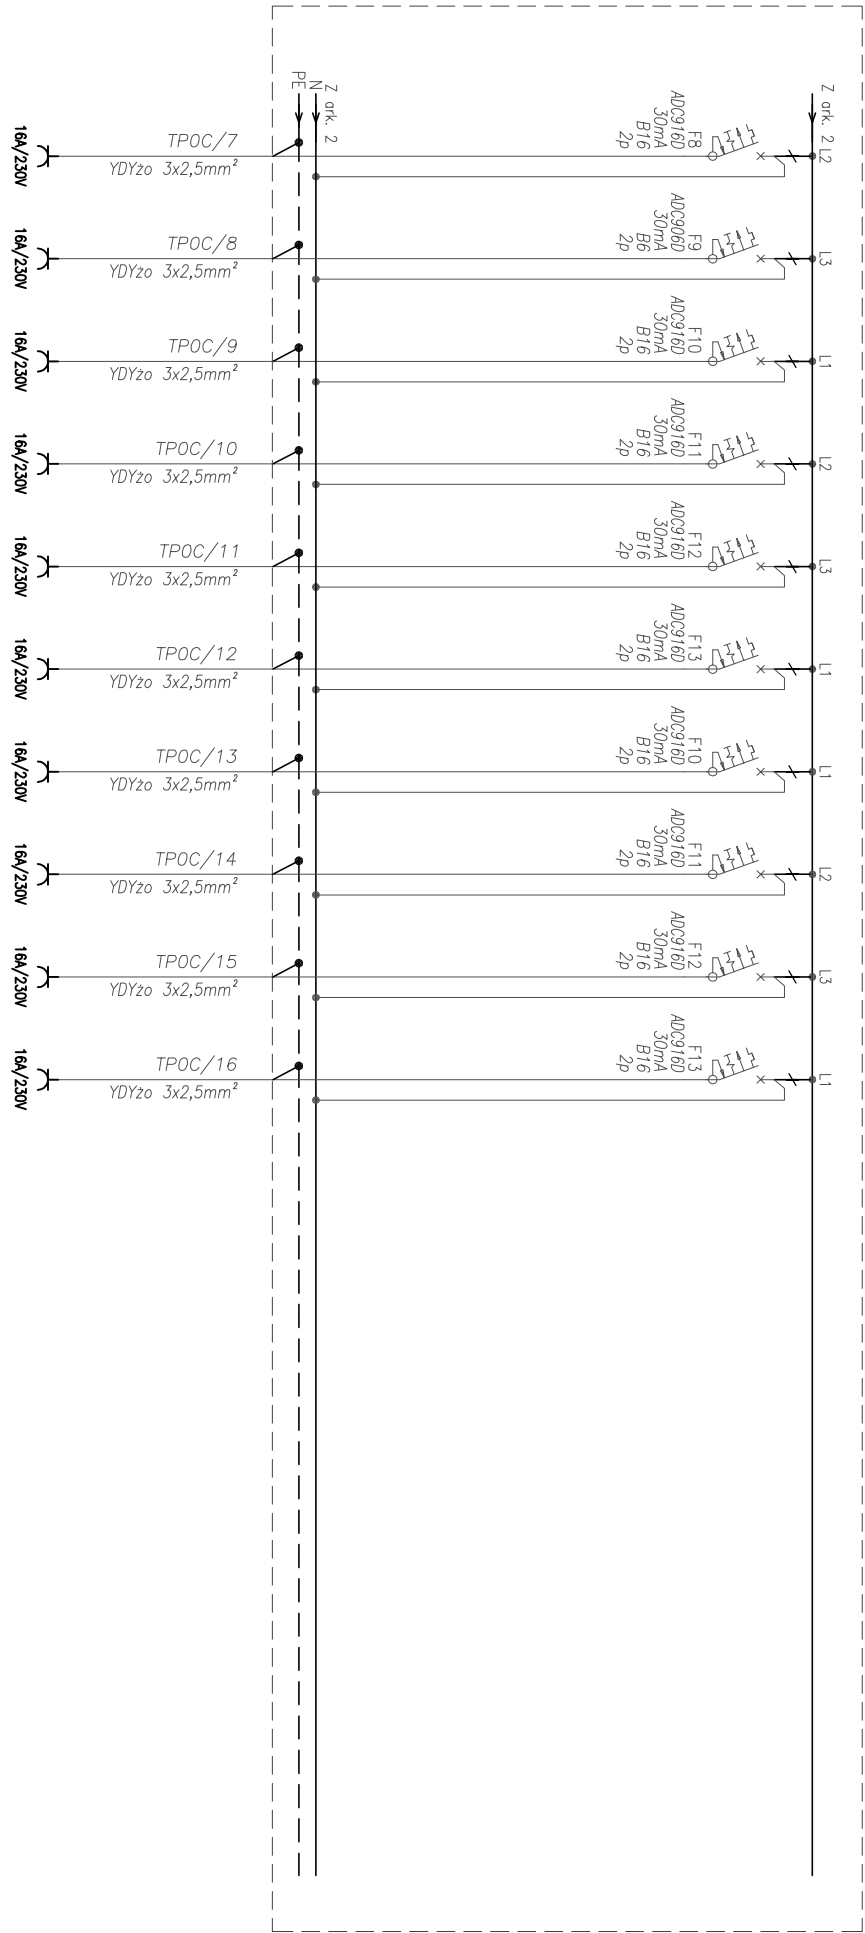 Z ark. 2
Z ark. 2
N
PE
L2
F8
ADC916D
30mA
B16
2p
TPOC/7
YDYżo 3x2,5mm²
16A/230V
L3
F9
ADC906D
30mA
B6
2p
TPOC/8
YDYżo 3x2,5mm²
16A/230V
L1
F10
ADC916D
30mA
B16
2p
TPOC/9
YDYżo 3x2,5mm²
16A/230V
L2
F11
ADC916D
30mA
B16
2p
TPOC/10
YDYżo 3x2,5mm²
16A/230V
L3
F12
ADC916D
30mA
B16
2p
TPOC/11
YDYżo 3x2,5mm²
16A/230V
L1
F13
ADC916D
30mA
B16
2p
TPOC/12
YDYżo 3x2,5mm²
16A/230V
L1
F10
ADC916D
30mA
B16
2p
TPOC/13
YDYżo 3x2,5mm²
16A/230V
L2
F11
ADC916D
30mA
B16
2p
TPOC/14
YDYżo 3x2,5mm²
16A/230V
L3
F12
ADC916D
30mA
B16
2p
TPOC/15
YDYżo 3x2,5mm²
16A/230V
L1
F13
ADC916D
30mA
B16
2p
TPOC/16
YDYżo 3x2,5mm²
16A/230V